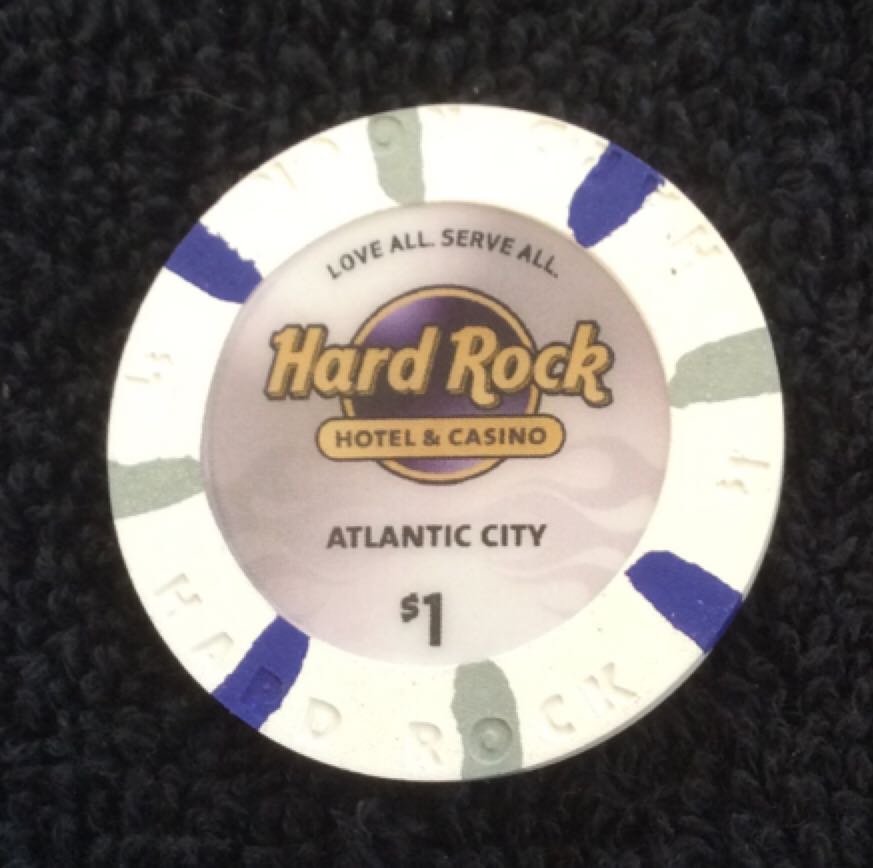 LOVE ALL. SERVE ALL.
Hard Rock
HOTEL & CASINO
ATLANTIC CITY
$1
HARD ROCK